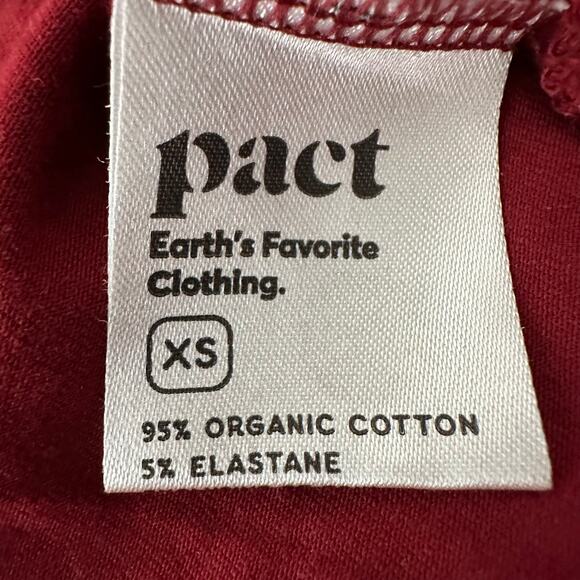 pact
Earth's Favorite
Clothing.
XS
95% ORGANIC COTTON
5% ELASTANE